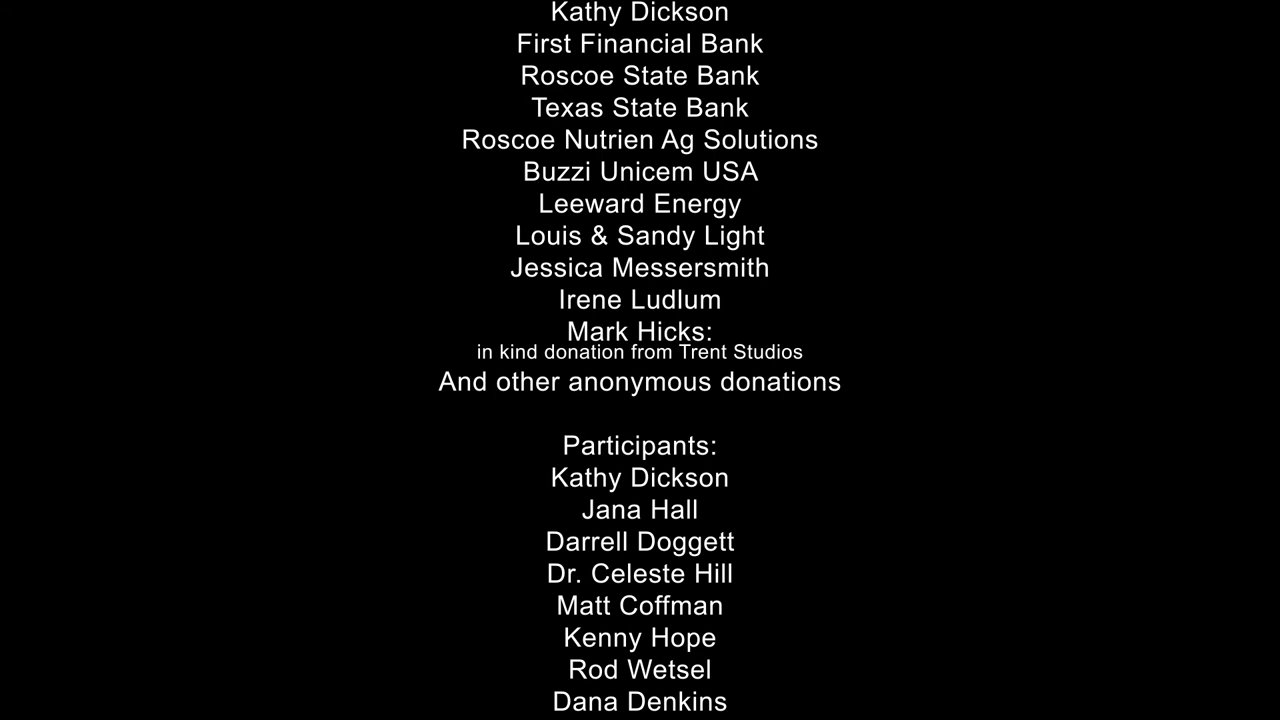 Kathy Dickson
First Financial Bank
Roscoe State Bank
Texas State Bank
Roscoe Nutrien Ag Solutions
Buzzi Unicem USA
Leeward Energy
Louis & Sandy Light
Jessica Messersmith
Irene Ludlum
Mark Hicks:
in kind donation from Trent Studios
And other anonymous donations
Participants:
Kathy Dickson
Jana Hall
Darrell Doggett
Dr. Celeste Hill
Matt Coffman
Kenny Hope
Rod Wetsel
Dana Denkins